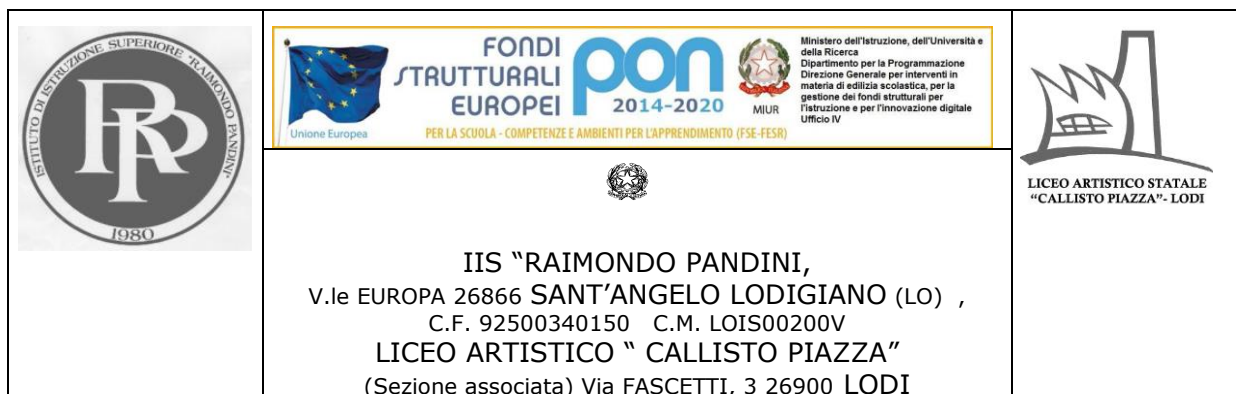 ISTITUTO DI ISTRUZIONE SUPERIORE "RAIMONDO PANDINI"
1980
Unione Europea
FONDI
STRUTTURALI
EUROPEI
pon
2014-2020
MIUR
Ministero dell'Istruzione, dell'Università e
della Ricerca
Dipartimento per la Programmazione
Direzione Generale per interventi in
materia di edilizia scolastica, per la
gestione dei fondi strutturali per
l'istruzione e per l'innovazione digitale
Ufficio IV
PER LA SCUOLA - COMPETENZE E AMBIENTI PER L'APPRENDIMENTO (FSE-FESR)
LICEO ARTISTICO STATALE
"CALLISTO PIAZZA"- LODI
IIS "RAIMONDO PANDINI,
V.le EUROPA 26866 SANT'ANGELO LODIGIANO (LO) ,
C.F. 92500340150 C.M. LOIS00200V
LICEO ARTISTICO " CALLISTO PIAZZA"
(Sezione associata) Via FASCETTI, 3 26900 LODI